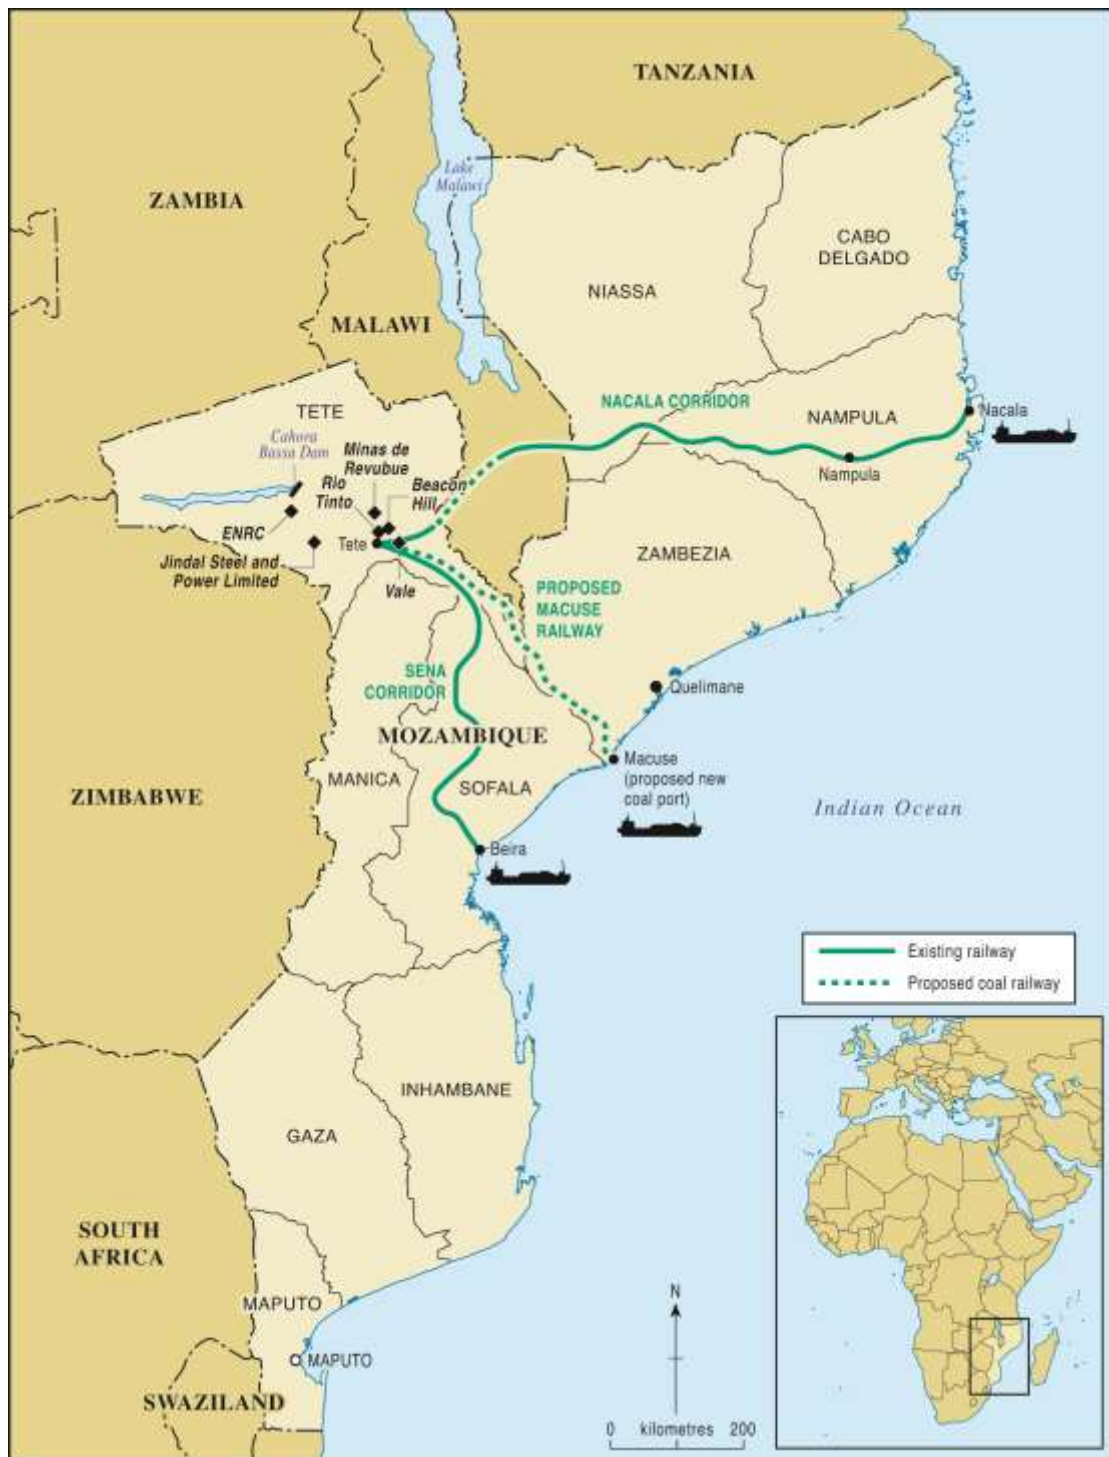 TANZANIA
ZAMBIA
Lake
Malawi
CABO
DELGADO
NIASSA
MALAWI
TETE
NACALA CORRIDOR
NAMPULA
Nacala
Cahora
Bassa Dam
Minas de
Revubue
Nampula
Rio
Tinto
Beacon
Hill
ENRC
Tete
ZAMBEZIA
Jindal Steel and
Power Limited
Vale
PROPOSED
MACUSE
RAILWAY
SENA
CORRIDOR
Quelimane
MOZAMBIQUE
Macuse
(proposed new
coal port)
MANICA
SOFALA
ZIMBABWE
Indian Ocean
Beira
Existing railway
Proposed coal railway
INHAMBANE
GAZA
SOUTH
AFRICA
MAPUTO
N
MAPUTO
SWAZILAND
0 kilometres 200